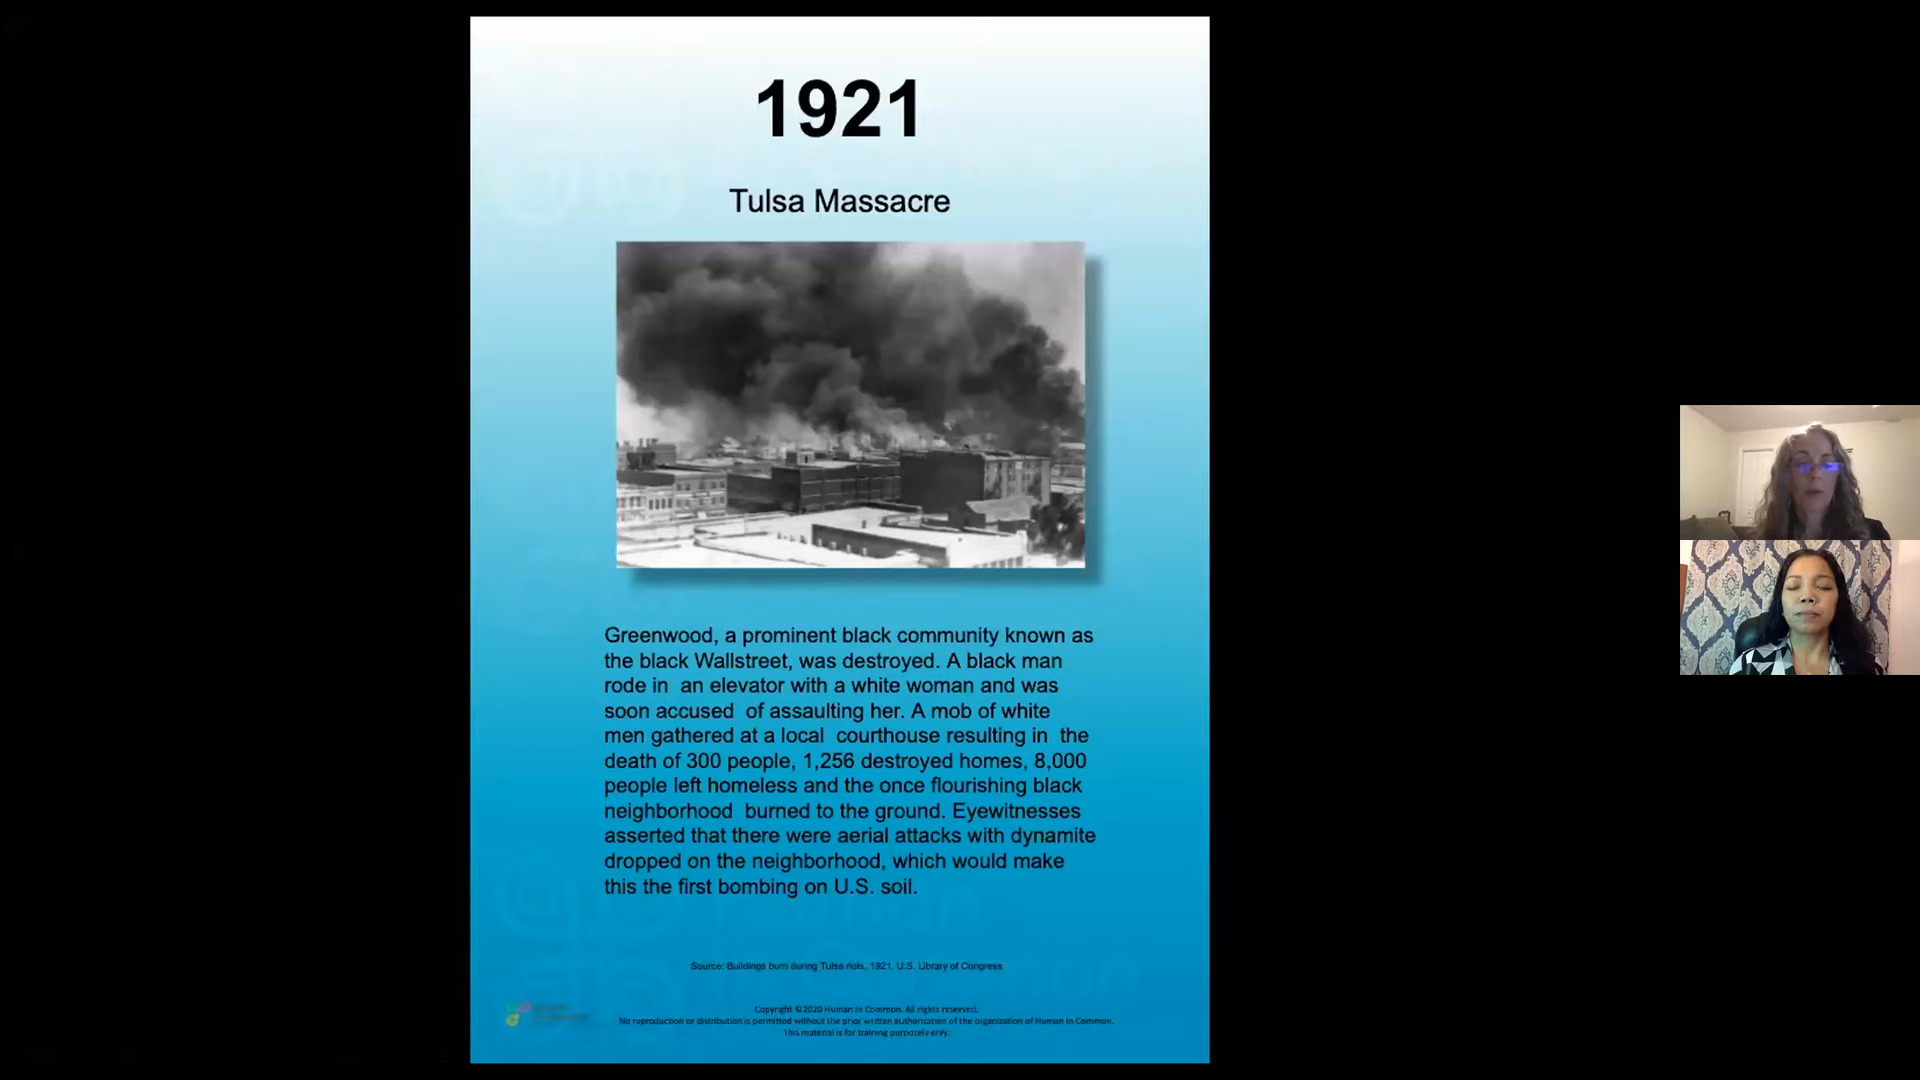 1921
Tulsa Massacre
Greenwood, a prominent black community known as
the black Wallstreet, was destroyed. A black man
rode in an elevator with a white woman and was
soon accused of assaulting her. A mob of white
men gathered at a local courthouse resulting in the
death of 300 people, 1,256 destroyed homes, 8,000
people left homeless and the once flourishing black
neighborhood burned to the ground. Eyewitnesses
asserted that there were aerial attacks with dynamite
dropped on the neighborhood, which would make
this the first bombing on U.S. soil.
Source: Buildings burn during Tulsa riots, 1921. U.S. Library of Congress
Copyright ©2020 Human In Common. All rights reserved.
No reproduction or distribution is permitted without the prior written authorization of the organization of Human In Common.
This material is for training purposely only.